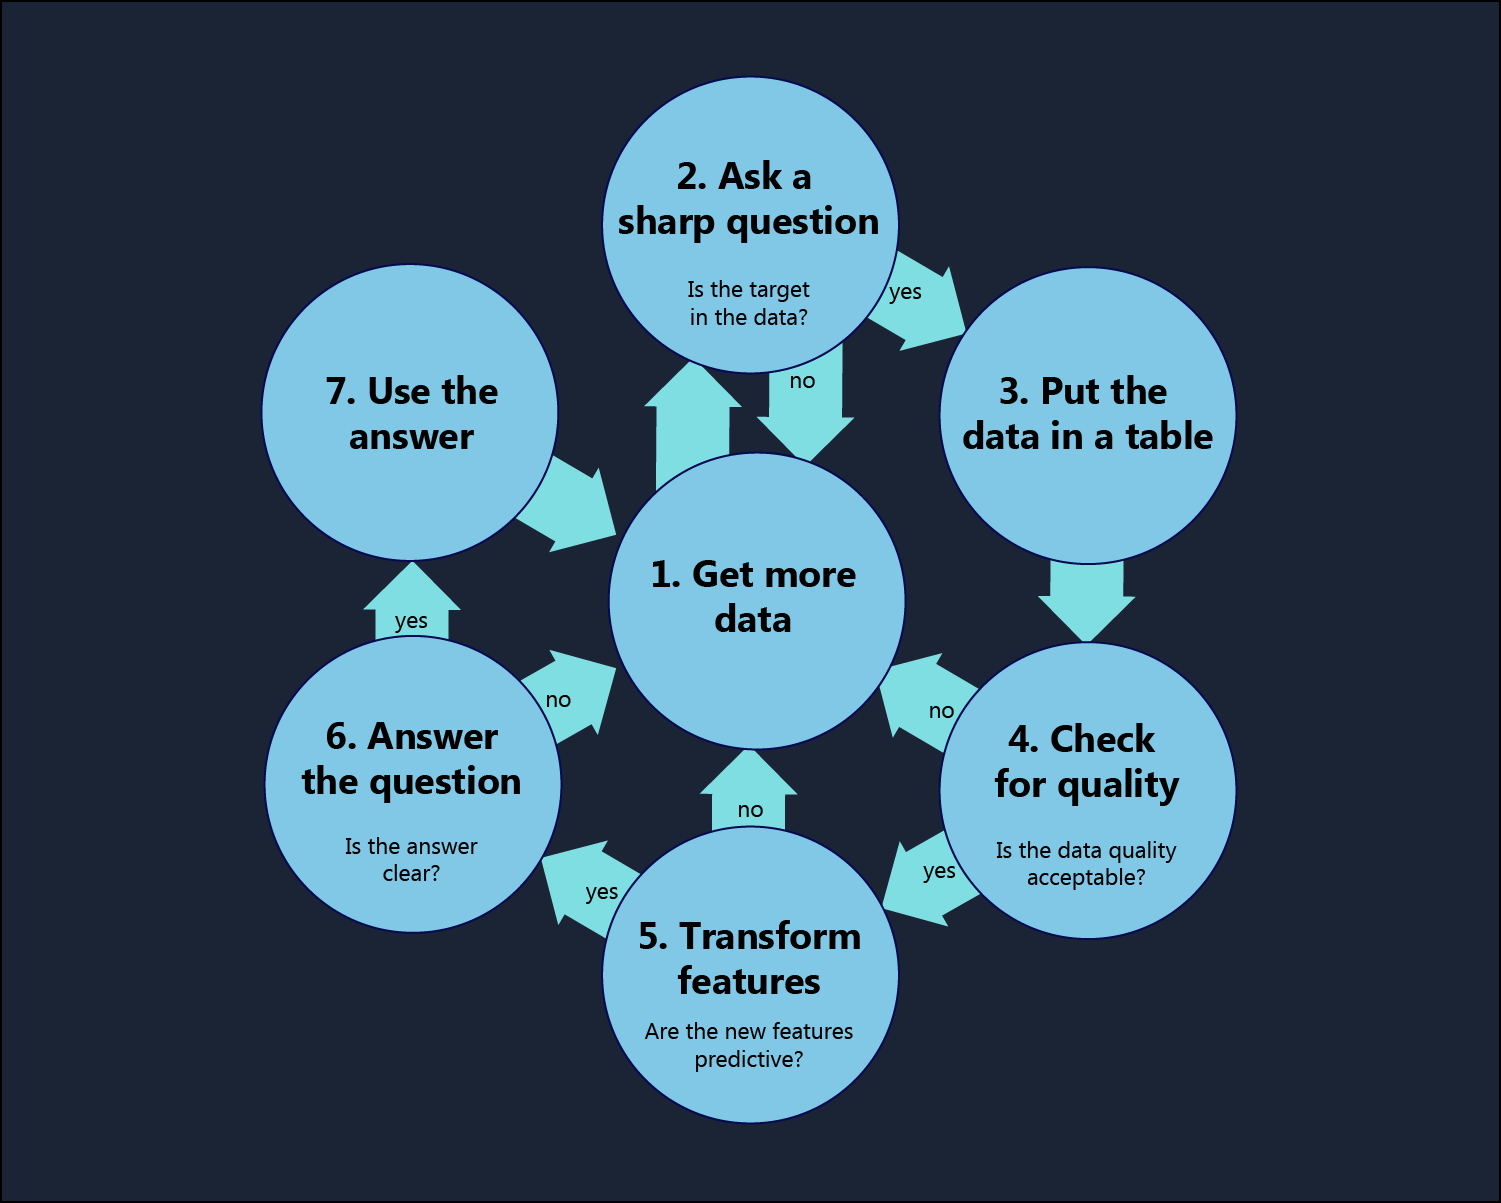 2. Ask a
sharp question
Is the target
in the data?
yes
no
3. Put the
data in a table
7. Use the
answer
1. Get more
data
yes
no
no
6. Answer
the question
Is the answer
clear?
4. Check
for quality
Is the data quality
acceptable?
no
yes
yes
5. Transform
features
Are the new features
predictive?